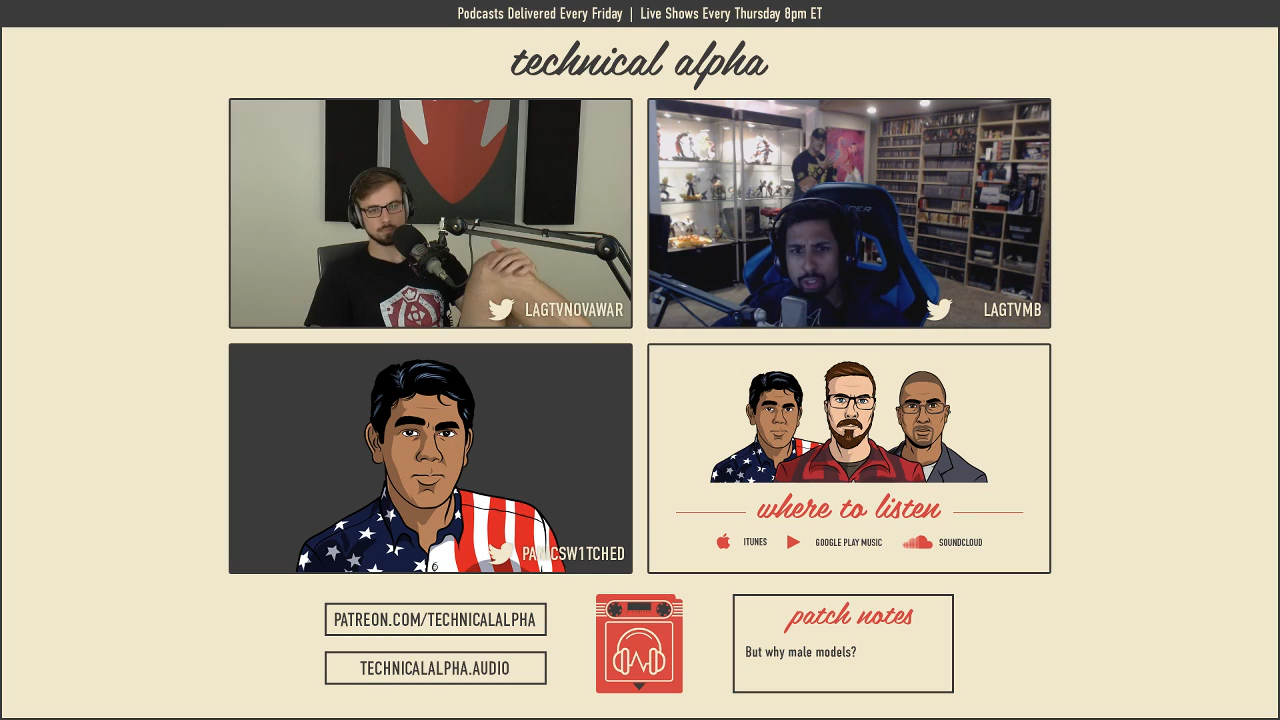 Podcasts Delivered Every Friday | Live Shows Every Thursday 8pm ET
technical alpha
LAGTVNOVAWAR
LAGTVMB
PANICSW1TCHED
where to listen
ITUNES
GOOGLE PLAY MUSIC
SOUNDCLOUD
PATREON.COM/TECHNICALALPHA
TECHNICALALPHA.AUDIO
patch notes
But why male models?